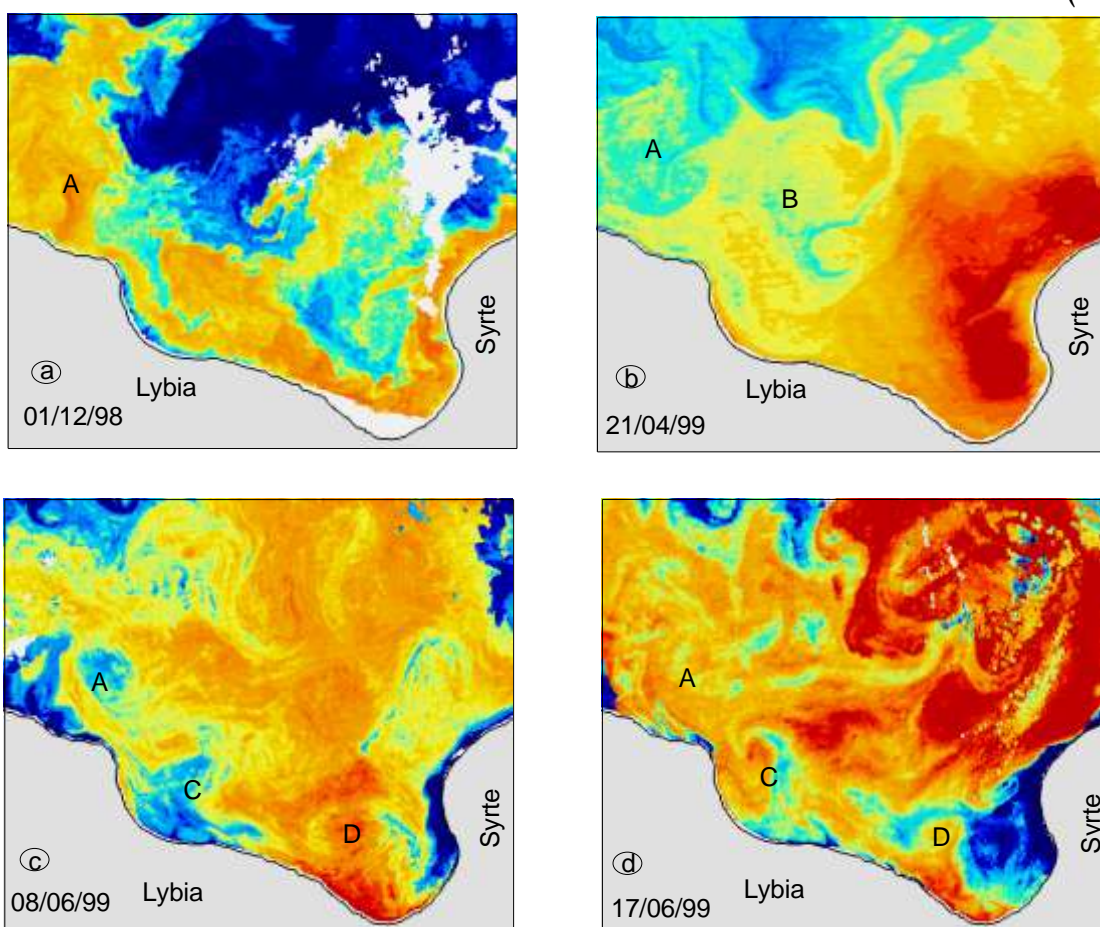 (
A
Syrte
ⓐ
Lybia
01/12/98
A
B
Syrte
ⓑ
Lybia
21/04/99
A
C
D
Syrte
ⓒ
Lybia
08/06/99
A
C
D
Syrte
ⓓ
Lybia
17/06/99